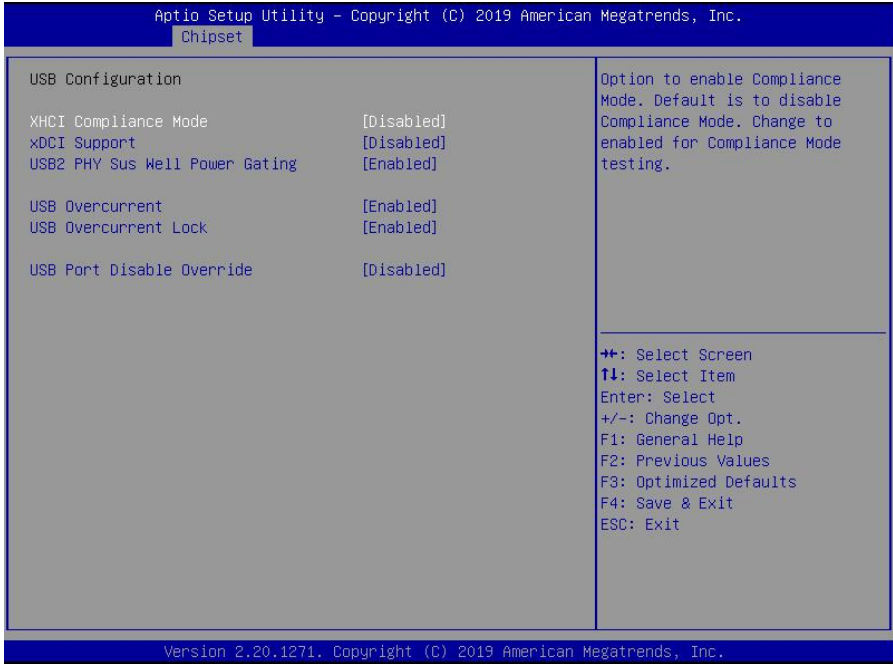 Aptio Setup Utility – Copyright (C) 2019 American Megatrends, Inc.
Chipset
USB Configuration
XHCI Compliance Mode [Disabled]
xDCI Support [Disabled]
USB2 PHY Sus Well Power Gating [Enabled]
USB Overcurrent [Enabled]
USB Overcurrent Lock [Enabled]
USB Port Disable Override [Disabled]
Option to enable Compliance
Mode. Default is to disable
Compliance Mode. Change to
enabled for Compliance Mode
testing.
→←: Select Screen
↑↓: Select Item
Enter: Select
+/-: Change Opt.
F1: General Help
F2: Previous Values
F3: Optimized Defaults
F4: Save & Exit
ESC: Exit
Version 2.20.1271. Copyright (C) 2019 American Megatrends, Inc.